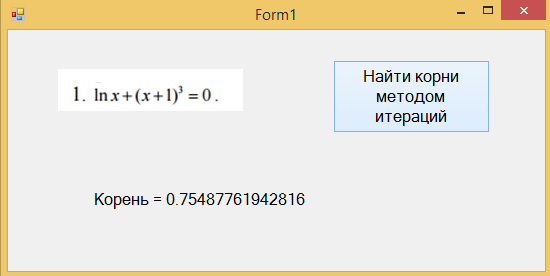 Form1
1. ln x + (x + 1)³ = 0 .
Найти корни
методом
итераций
Корень = 0.75487761942816